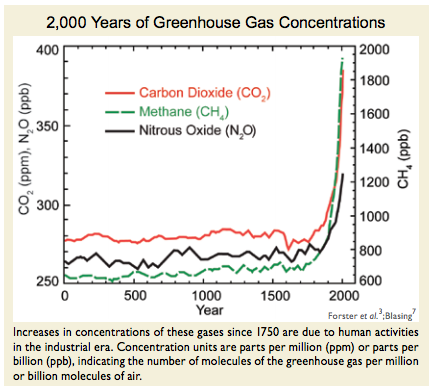 2,000 Years of Greenhouse Gas Concentrations
400
350
300
250
CO₂ (ppm), N₂O (ppb)
Carbon Dioxide (CO₂)
Methane (CH₄)
Nitrous Oxide (N₂O)
2000
1800
1600
1400
1200
1000
800
600
CH₄ (ppb)
0 500 1000 1500 2000
Year
Forster et al.³;Blasing⁷
Increases in concentrations of these gases since 1750 are due to human activities
in the industrial era. Concentration units are parts per million (ppm) or parts per
billion (ppb), indicating the number of molecules of the greenhouse gas per million
or billion molecules of air.